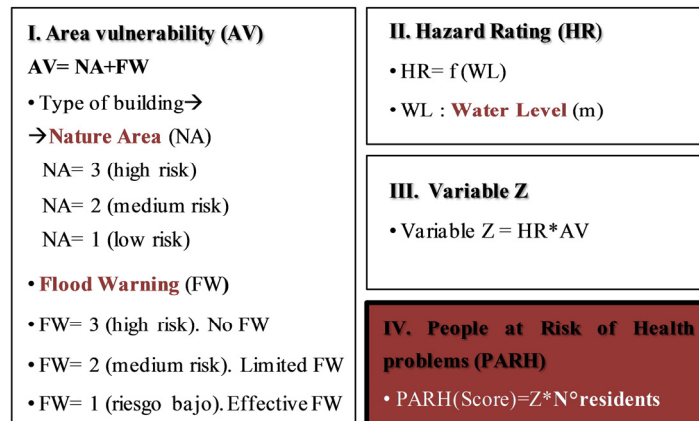 I. Area vulnerability (AV)
AV= NA+FW
• Type of building→
→Nature Area (NA)
NA= 3 (high risk)
NA= 2 (medium risk)
NA= 1 (low risk)
• Flood Warning (FW)
• FW= 3 (high risk). No FW
• FW= 2 (medium risk). Limited FW
• FW= 1 (riesgo bajo). Effective FW
II. Hazard Rating (HR)
• HR= f (WL)
• WL : Water Level (m)
III. Variable Z
• Variable Z = HR*AV
IV. People at Risk of Health
problems (PARH)
• PARH(Score)=Z*N°residents